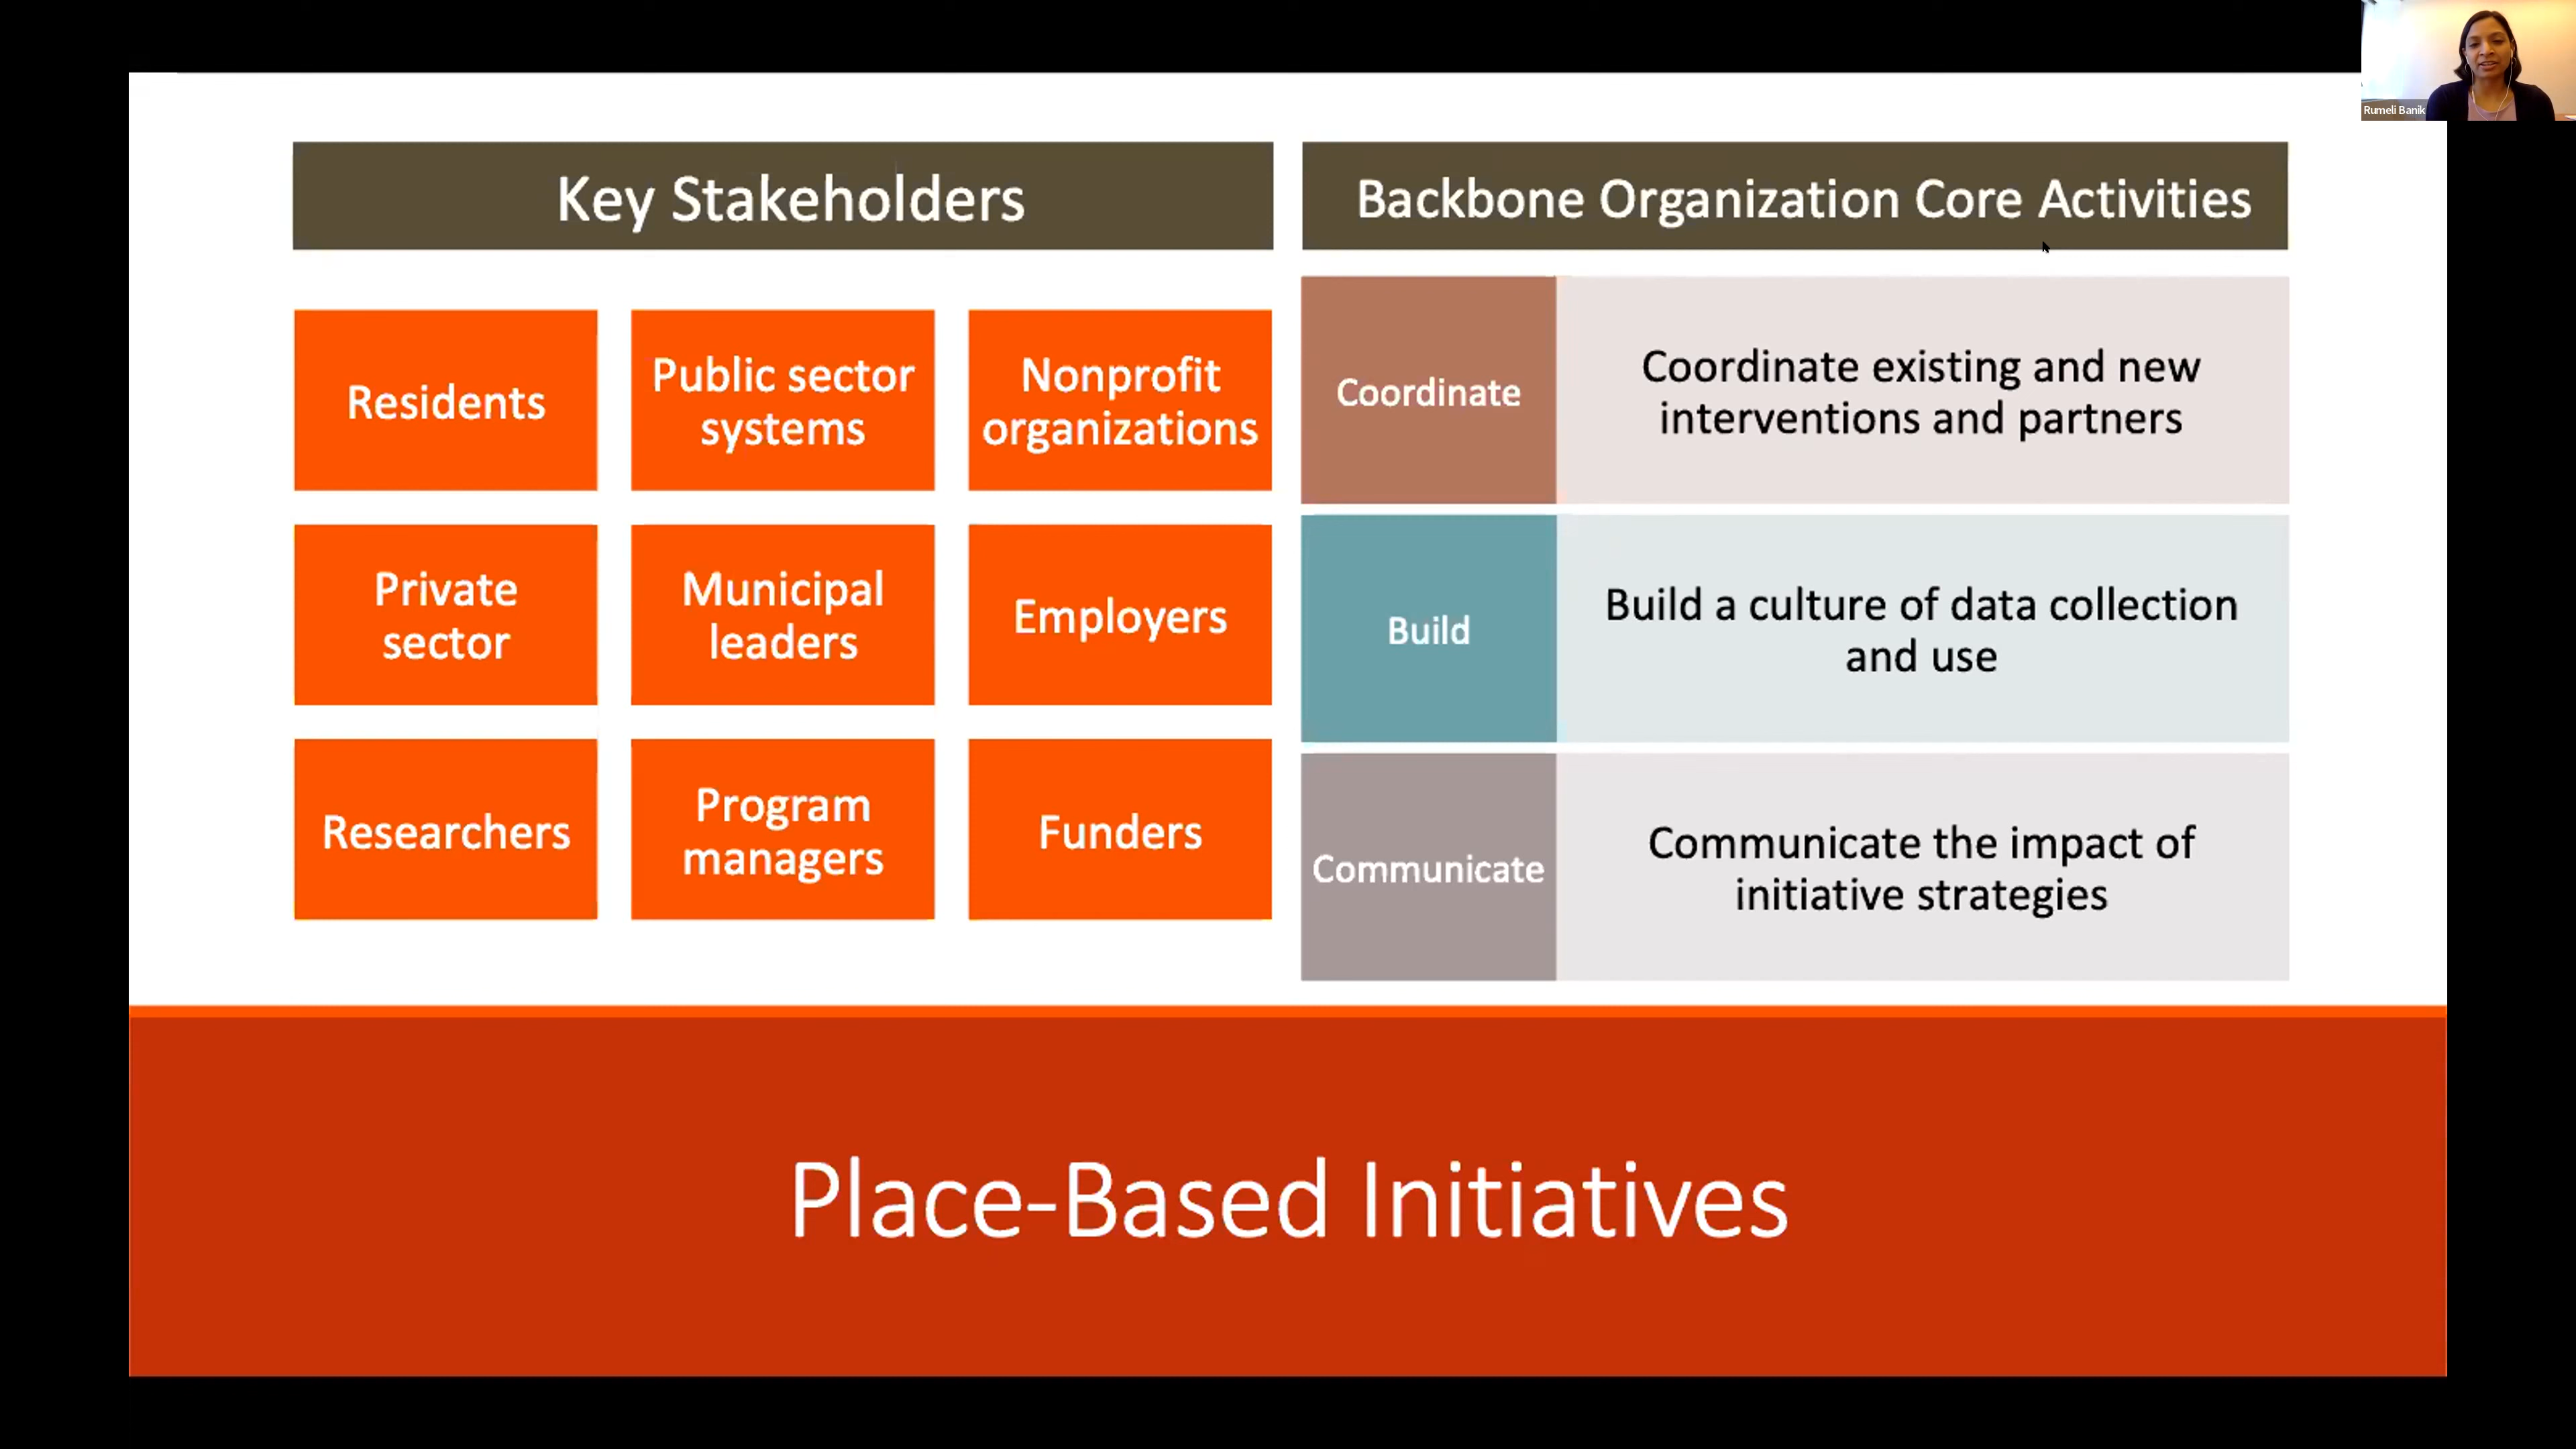 Rumeli Banik
Key Stakeholders
Residents
Public sector
systems
Nonprofit
organizations
Private
sector
Municipal
leaders
Employers
Researchers
Program
managers
Funders
Backbone Organization Core Activities
Coordinate
Coordinate existing and new
interventions and partners
Build
Build a culture of data collection
and use
Communicate
Communicate the impact of
initiative strategies
Place-Based Initiatives